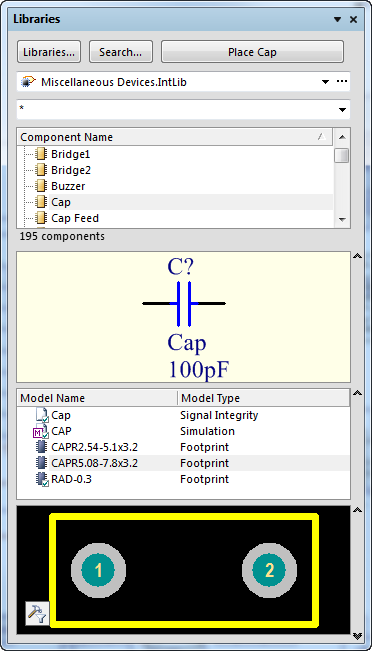 Libraries
Libraries... Search... Place Cap
Miscellaneous Devices.IntLib ...
*
Component Name
Bridge1
Bridge2
Buzzer
Cap
Cap Feed
195 components
C?
Cap
100pF
Model Name Model Type
Cap Signal Integrity
M CAP Simulation
CAPR2.54-5.1x3.2 Footprint
CAPR5.08-7.8x3.2 Footprint
RAD-0.3 Footprint
1 2